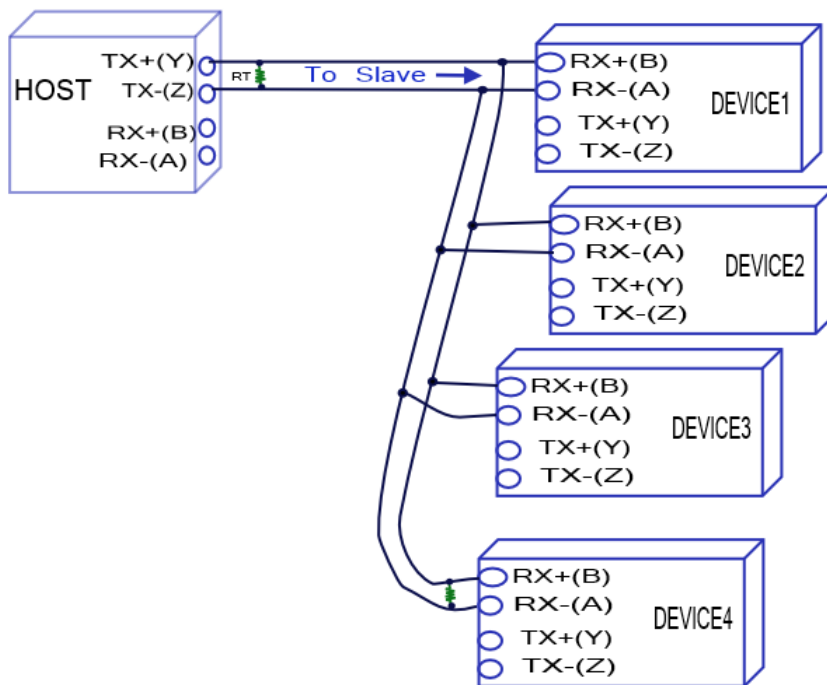 HOST
TX+(Y)
TX-(Z)
RX+(B)
RX-(A)
RT
To Slave
RX+(B)
RX-(A)
TX+(Y)
TX-(Z)
DEVICE1
RX+(B)
RX-(A)
TX+(Y)
TX-(Z)
DEVICE2
RX+(B)
RX-(A)
TX+(Y)
TX-(Z)
DEVICE3
RX+(B)
RX-(A)
TX+(Y)
TX-(Z)
DEVICE4